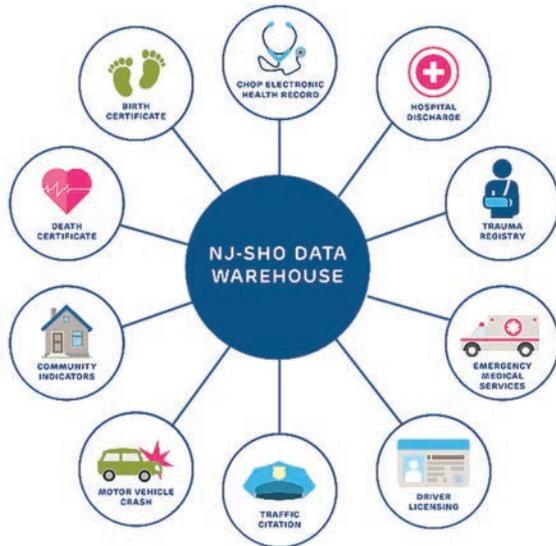 CHOP ELECTRONIC
HEALTH RECORD
BIRTH
CERTIFICATE
HOSPITAL
DISCHARGE
DEATH
CERTIFICATE
TRAUMA
REGISTRY
NJ-SHO DATA
WAREHOUSE
COMMUNITY
INDICATORS
EMERGENCY
MEDICAL
SERVICES
MOTOR VEHICLE
CRASH
TRAFFIC
CITATION
DRIVER
LICENSING